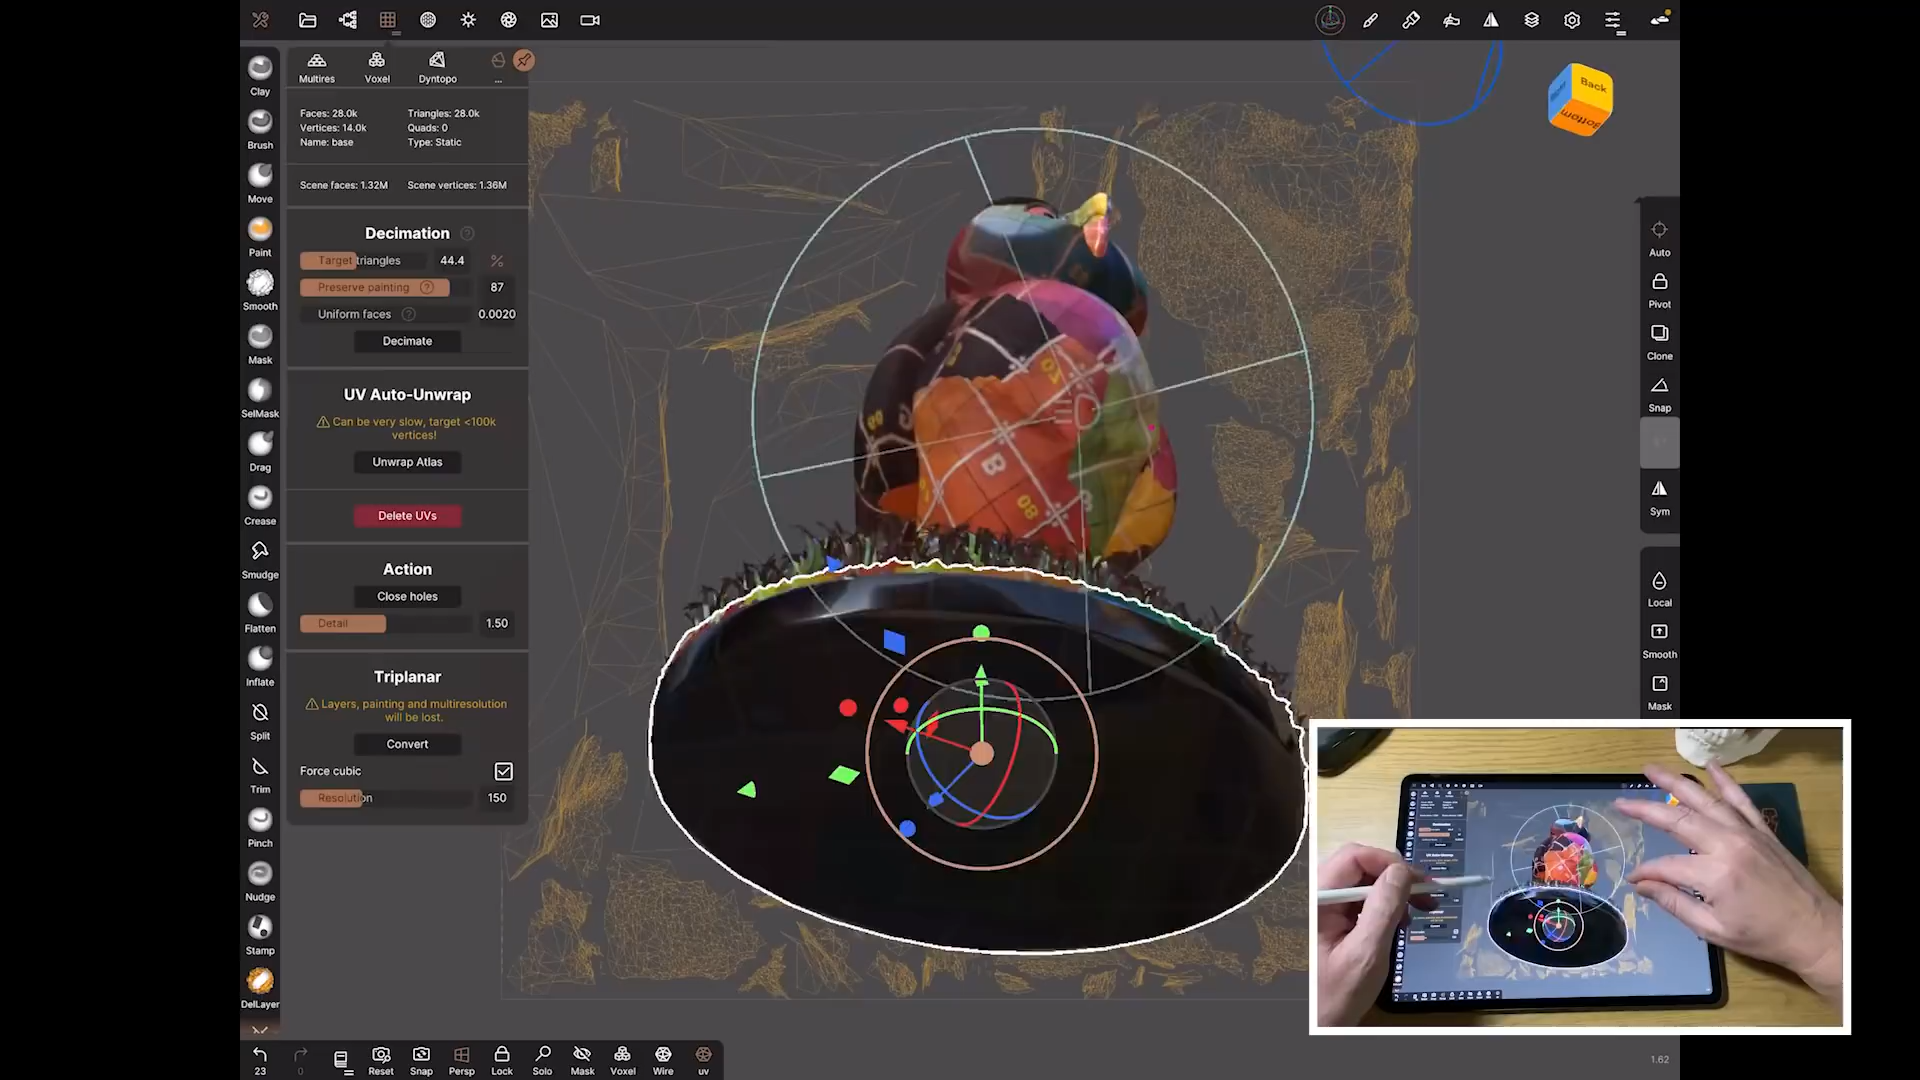 Back
Bottom
Multires
Voxel
Dyntopo
...
Faces: 28.0k
Triangles: 28.0k
Vertices: 14.0k
Quads: 0
Name: base
Type: Static
Scene faces: 1.32M
Scene vertices: 1.36M
Decimation ?
Target triangles 44.4 %
Preserve painting ? 87
Uniform faces ? 0.0020
Decimate
UV Auto-Unwrap
Can be very slow, target <100k
vertices!
Unwrap Atlas
Delete UVs
Action
Close holes
Detail 1.50
Triplanar
Layers, painting and multiresolution
will be lost.
Convert
Force cubic
Resolution 150
Clay
Brush
Move
Paint
Smooth
Mask
SelMask
Drag
Crease
Smudge
Flatten
Inflate
Split
Trim
Pinch
Nudge
Stamp
DelLayer
B
Auto
Pivot
Clone
Snap
Sym
Local
Smooth
Mask
23
0
Reset
Snap
Persp
Lock
Solo
Mask
Voxel
Wire
uv
1.62